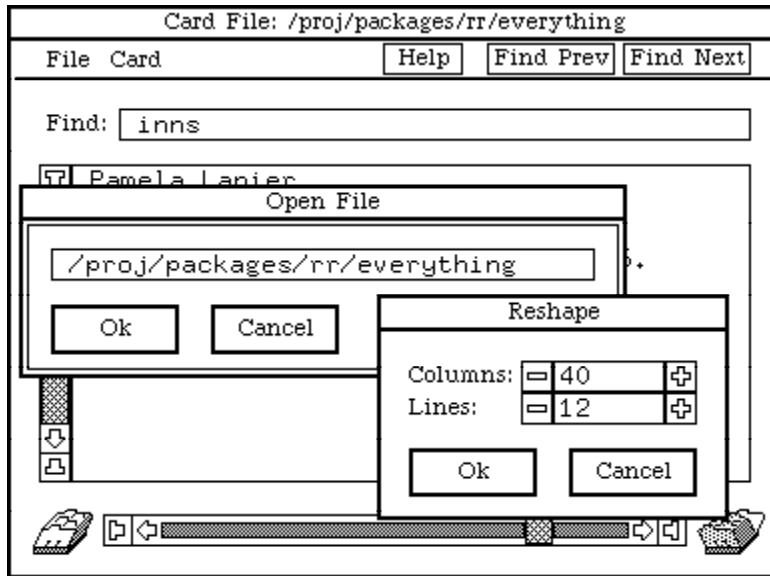 Card File: /proj/packages/rr/everything
File Card Help Find Prev Find Next
Find: inns
Pamela Lanier
Open File
/proj/packages/rr/everything
Ok Cancel
Reshape
Columns: 40
Lines: 12
Ok Cancel